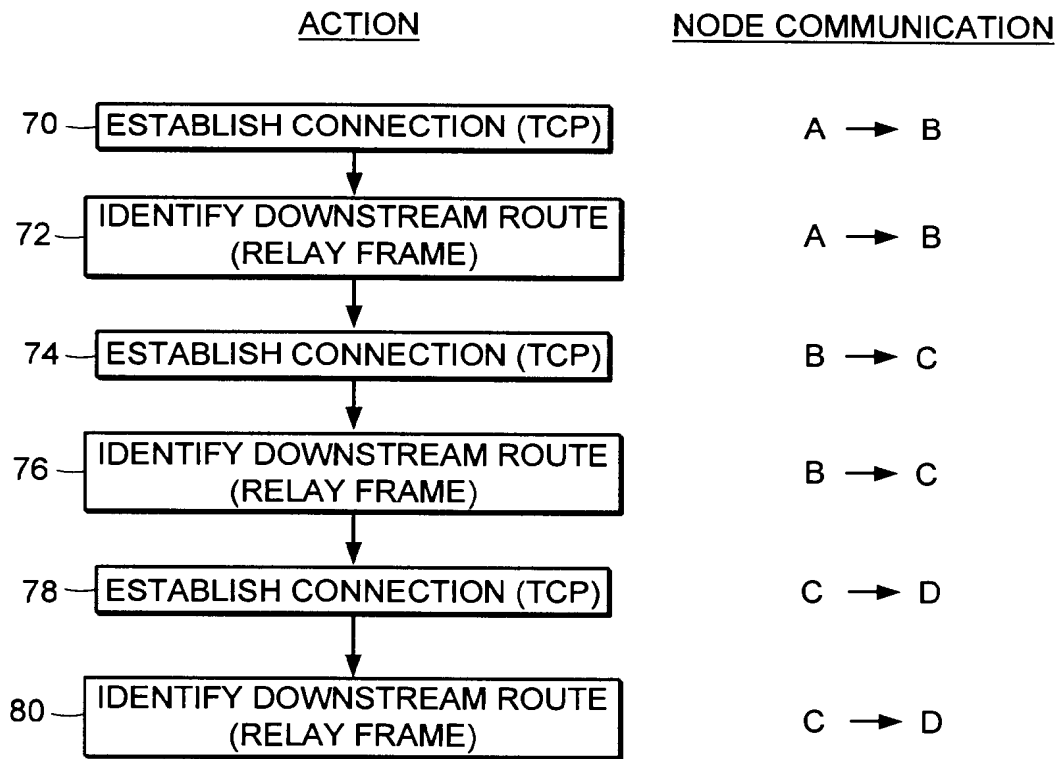 ACTION NODE COMMUNICATION
70 ESTABLISH CONNECTION (TCP) A → B
IDENTIFY DOWNSTREAM ROUTE
72 (RELAY FRAME) A → B
74 ESTABLISH CONNECTION (TCP) B → C
IDENTIFY DOWNSTREAM ROUTE
76 (RELAY FRAME) B → C
78 ESTABLISH CONNECTION (TCP) C → D
IDENTIFY DOWNSTREAM ROUTE
80 (RELAY FRAME) C → D